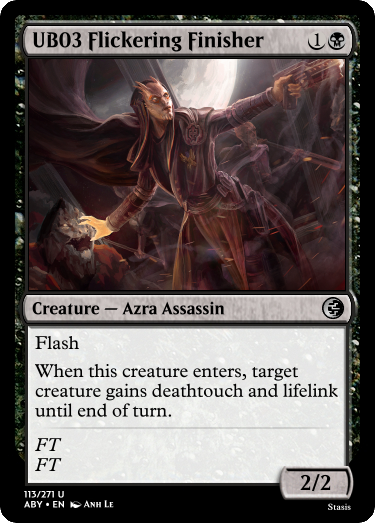 UB03 Flickering Finisher 1
Creature — Azra Assassin
Flash
When this creature enters, target
creature gains deathtouch and lifelink
until end of turn.
FT
FT
2/2
113/271 U
ABY • EN Anh Le
Stasis